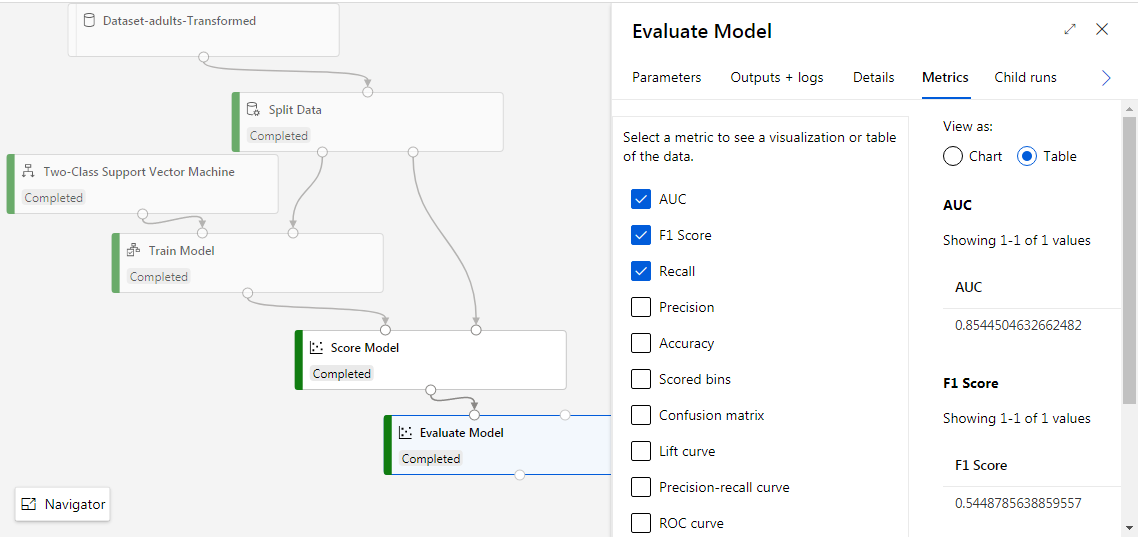 Dataset-adults-Transformed
Split Data
Completed
Two-Class Support Vector Machine
Completed
Train Model
Completed
Score Model
Completed
Evaluate Model
Completed
Navigator
Evaluate Model
Parameters Outputs + logs Details Metrics Child runs
Select a metric to see a visualization or table
of the data.
AUC
F1 Score
Recall
Precision
Accuracy
Scored bins
Confusion matrix
Lift curve
Precision-recall curve
ROC curve
View as:
Chart Table
AUC
Showing 1-1 of 1 values
AUC
0.8544504632662482
F1 Score
Showing 1-1 of 1 values
F1 Score
0.5448785638859557